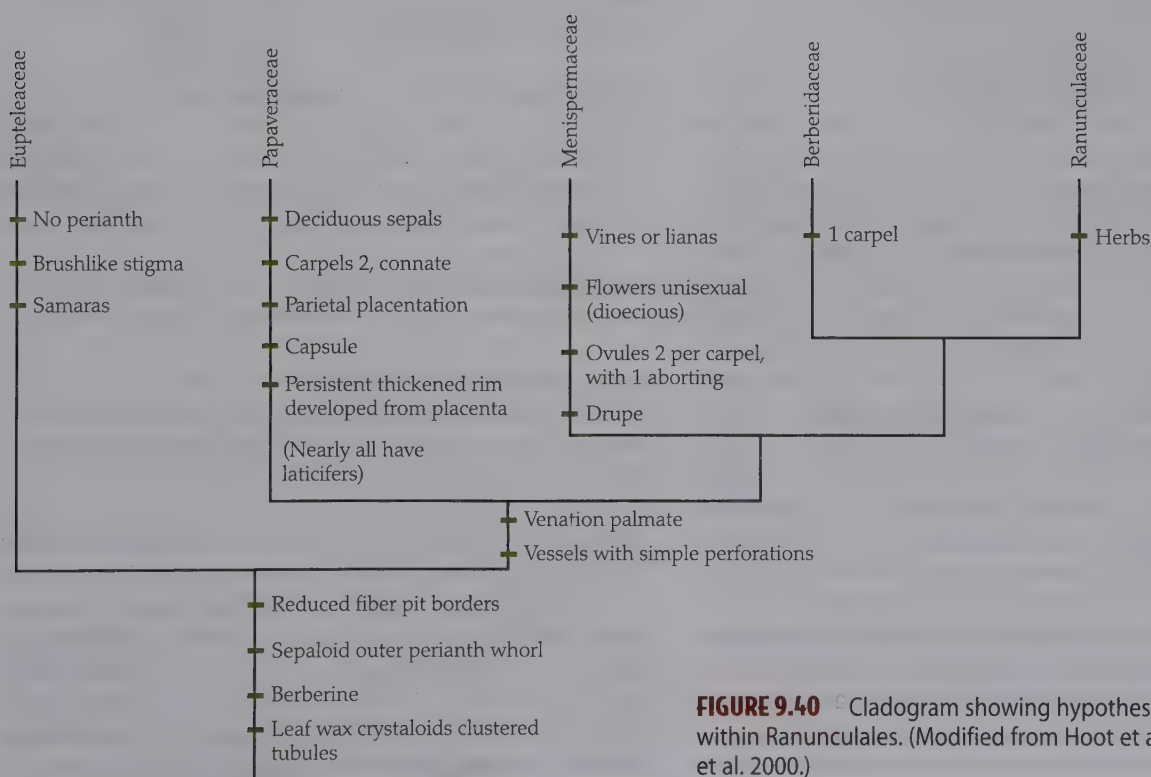 Eupteleaceae
Papaveraceae
Menispermaceae
Berberidaceae
Ranunculaceae
No perianth
Brushlike stigma
Samaras
Deciduous sepals
Carpels 2, connate
Parietal placentation
Capsule
Persistent thickened rim
developed from placenta
(Nearly all have
laticifers)
Vines or lianas
Flowers unisexual
(dioecious)
Ovules 2 per carpel,
with 1 aborting
Drupe
1 carpel
Herbs
Venation palmate
Vessels with simple perforations
Reduced fiber pit borders
Sepaloid outer perianth whorl
Berberine
Leaf wax crystaloids clustered
tubules
FIGURE 9.40 Cladogram showing hypothes
within Ranunculales. (Modified from Hoot et a
et al. 2000.)